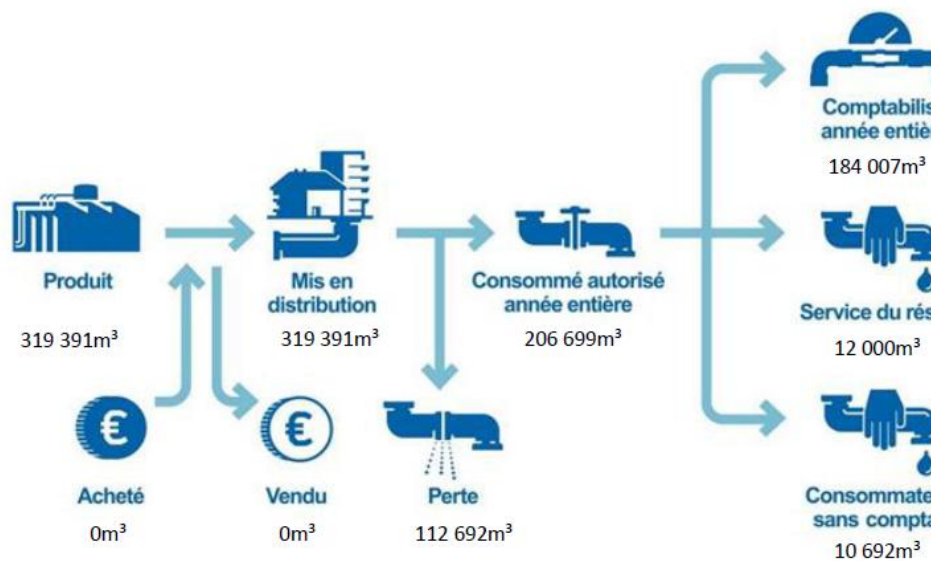 Comptabilis
année entièr
184 007m³
Produit
319 391m³
Mis en
distribution
319 391m³
Consommé autorisé
année entière
206 699m³
Service du rés
12 000m³
€
Acheté
0m³
€
Vendu
0m³
Perte
112 692m³
Consommate
sans compta
10 692m³